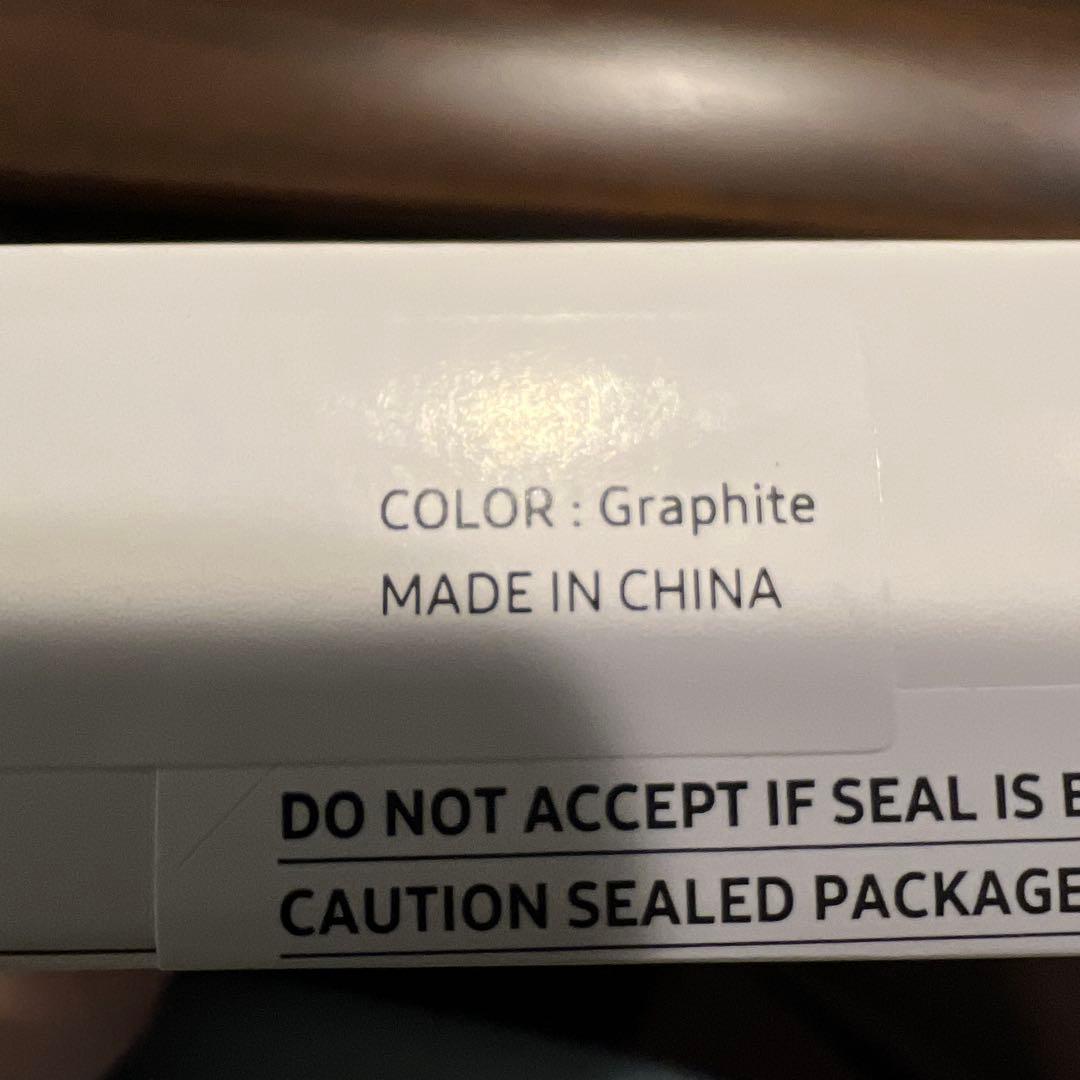 COLOR : Graphite
MADE IN CHINA
DO NOT ACCEPT IF SEAL IS
CAUTION SEALED PACKAGE